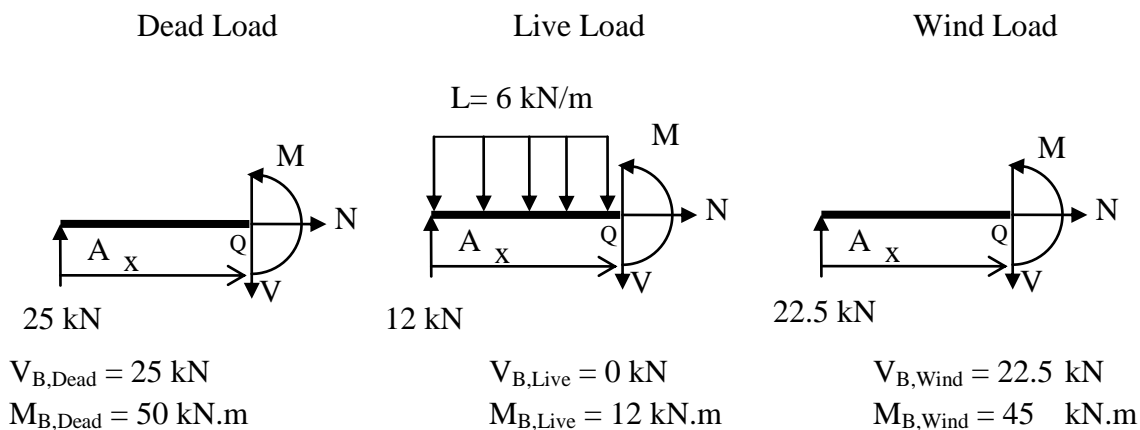 Dead Load Live Load Wind Load
L= 6 kN/m
M M M
N N N
A Q A Q A Q
x x x
V V V
25 kN 12 kN 22.5 kN
V_B,Dead = 25 kN V_B,Live = 0 kN V_B,Wind = 22.5 kN
M_B,Dead = 50 kN.m M_B,Live = 12 kN.m M_B,Wind = 45 kN.m